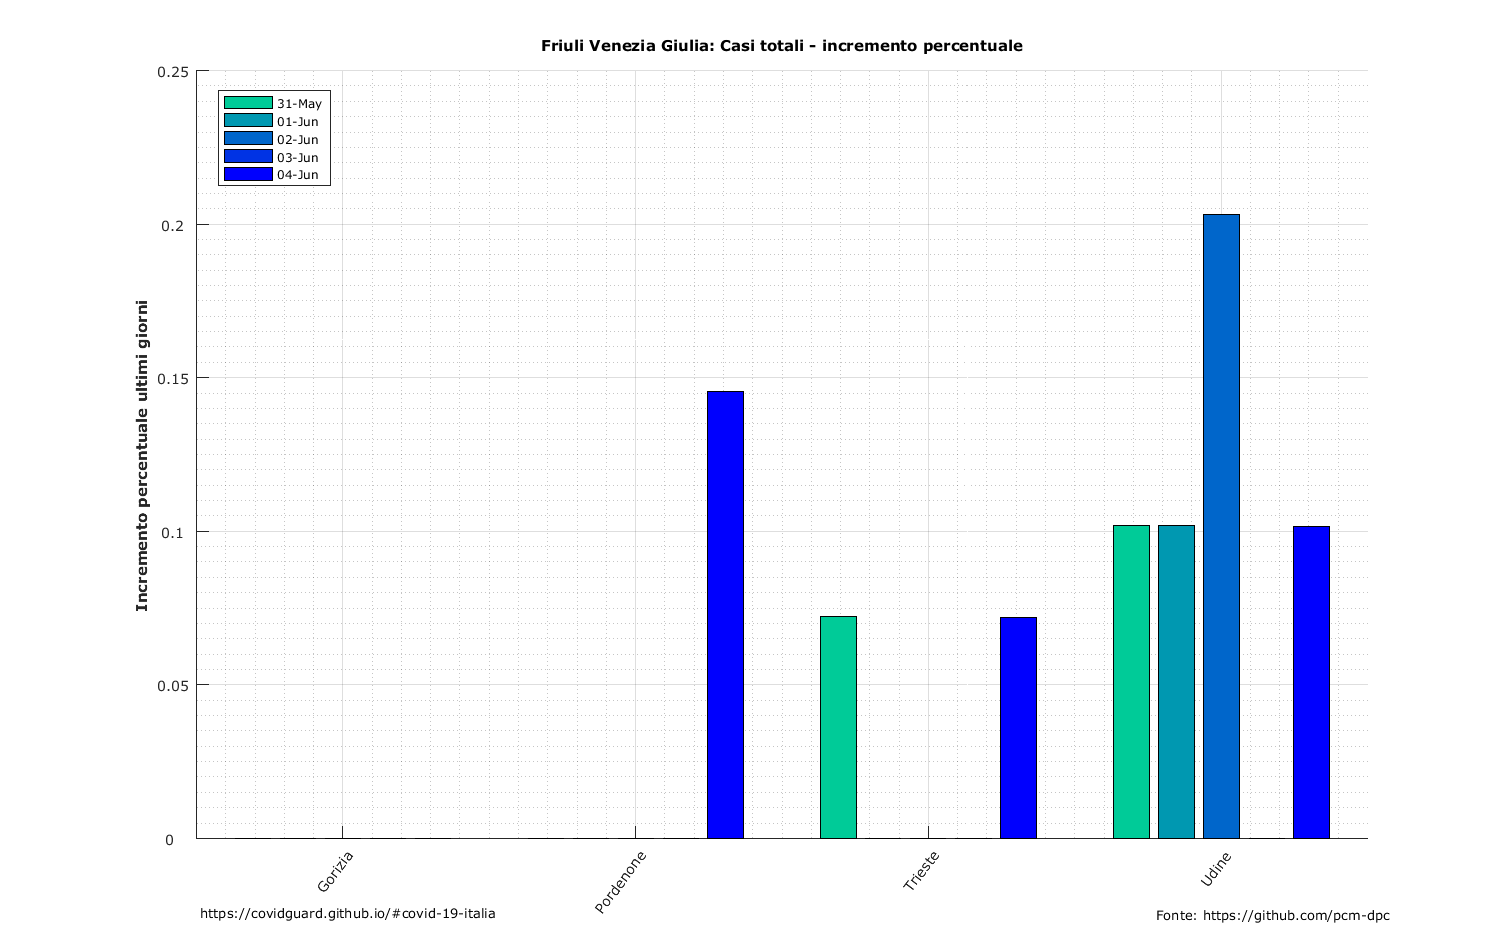 Friuli Venezia Giulia: Casi totali - incremento percentuale
0.25
0.2
0.15
0.1
0.05
0
Incremento percentuale ultimi giorni
31-May
01-Jun
02-Jun
03-Jun
04-Jun
Gorizia
Pordenone
Trieste
Udine
https://covidguard.github.io/#covid-19-italia
Fonte: https://github.com/pcm-dpc